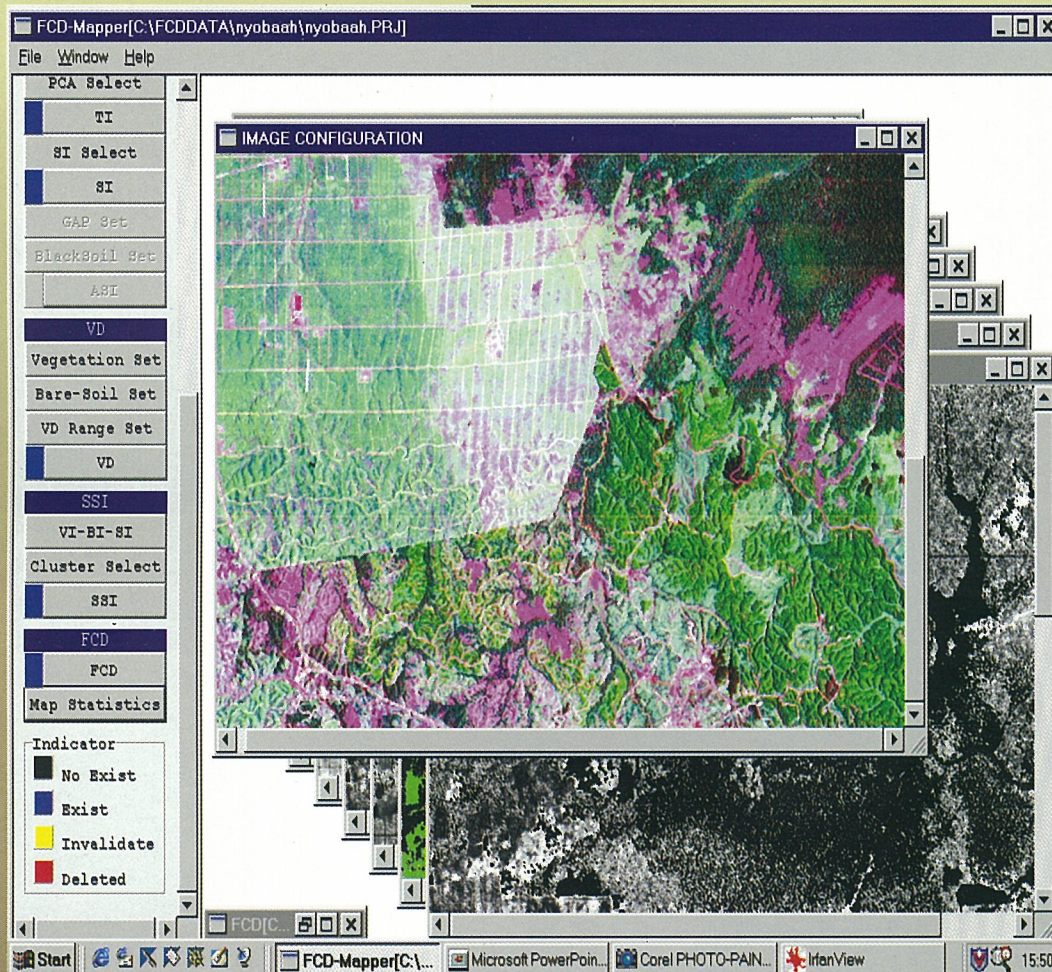 FCD-Mapper[C:\FCDDATA\nyobaah\nyobaah.PRJ]
File Window Help
PCA Select
TI
SI Select
SI
GAP Set
BlackSoil Set
ASI
VD
Vegetation Set
Bare-Soil Set
VD Range Set
VD
SSI
VI-BI-SI
Cluster Select
SSI
FCD
FCD
Map Statistics
Indicator
No Exist
Exist
Invalidate
Deleted
IMAGE CONFIGURATION
FCD[C...
Start
FCD-Mapper[C:\...
Microsoft PowerPoin...
Corel PHOTO-PAIN...
IrfanView
15:50